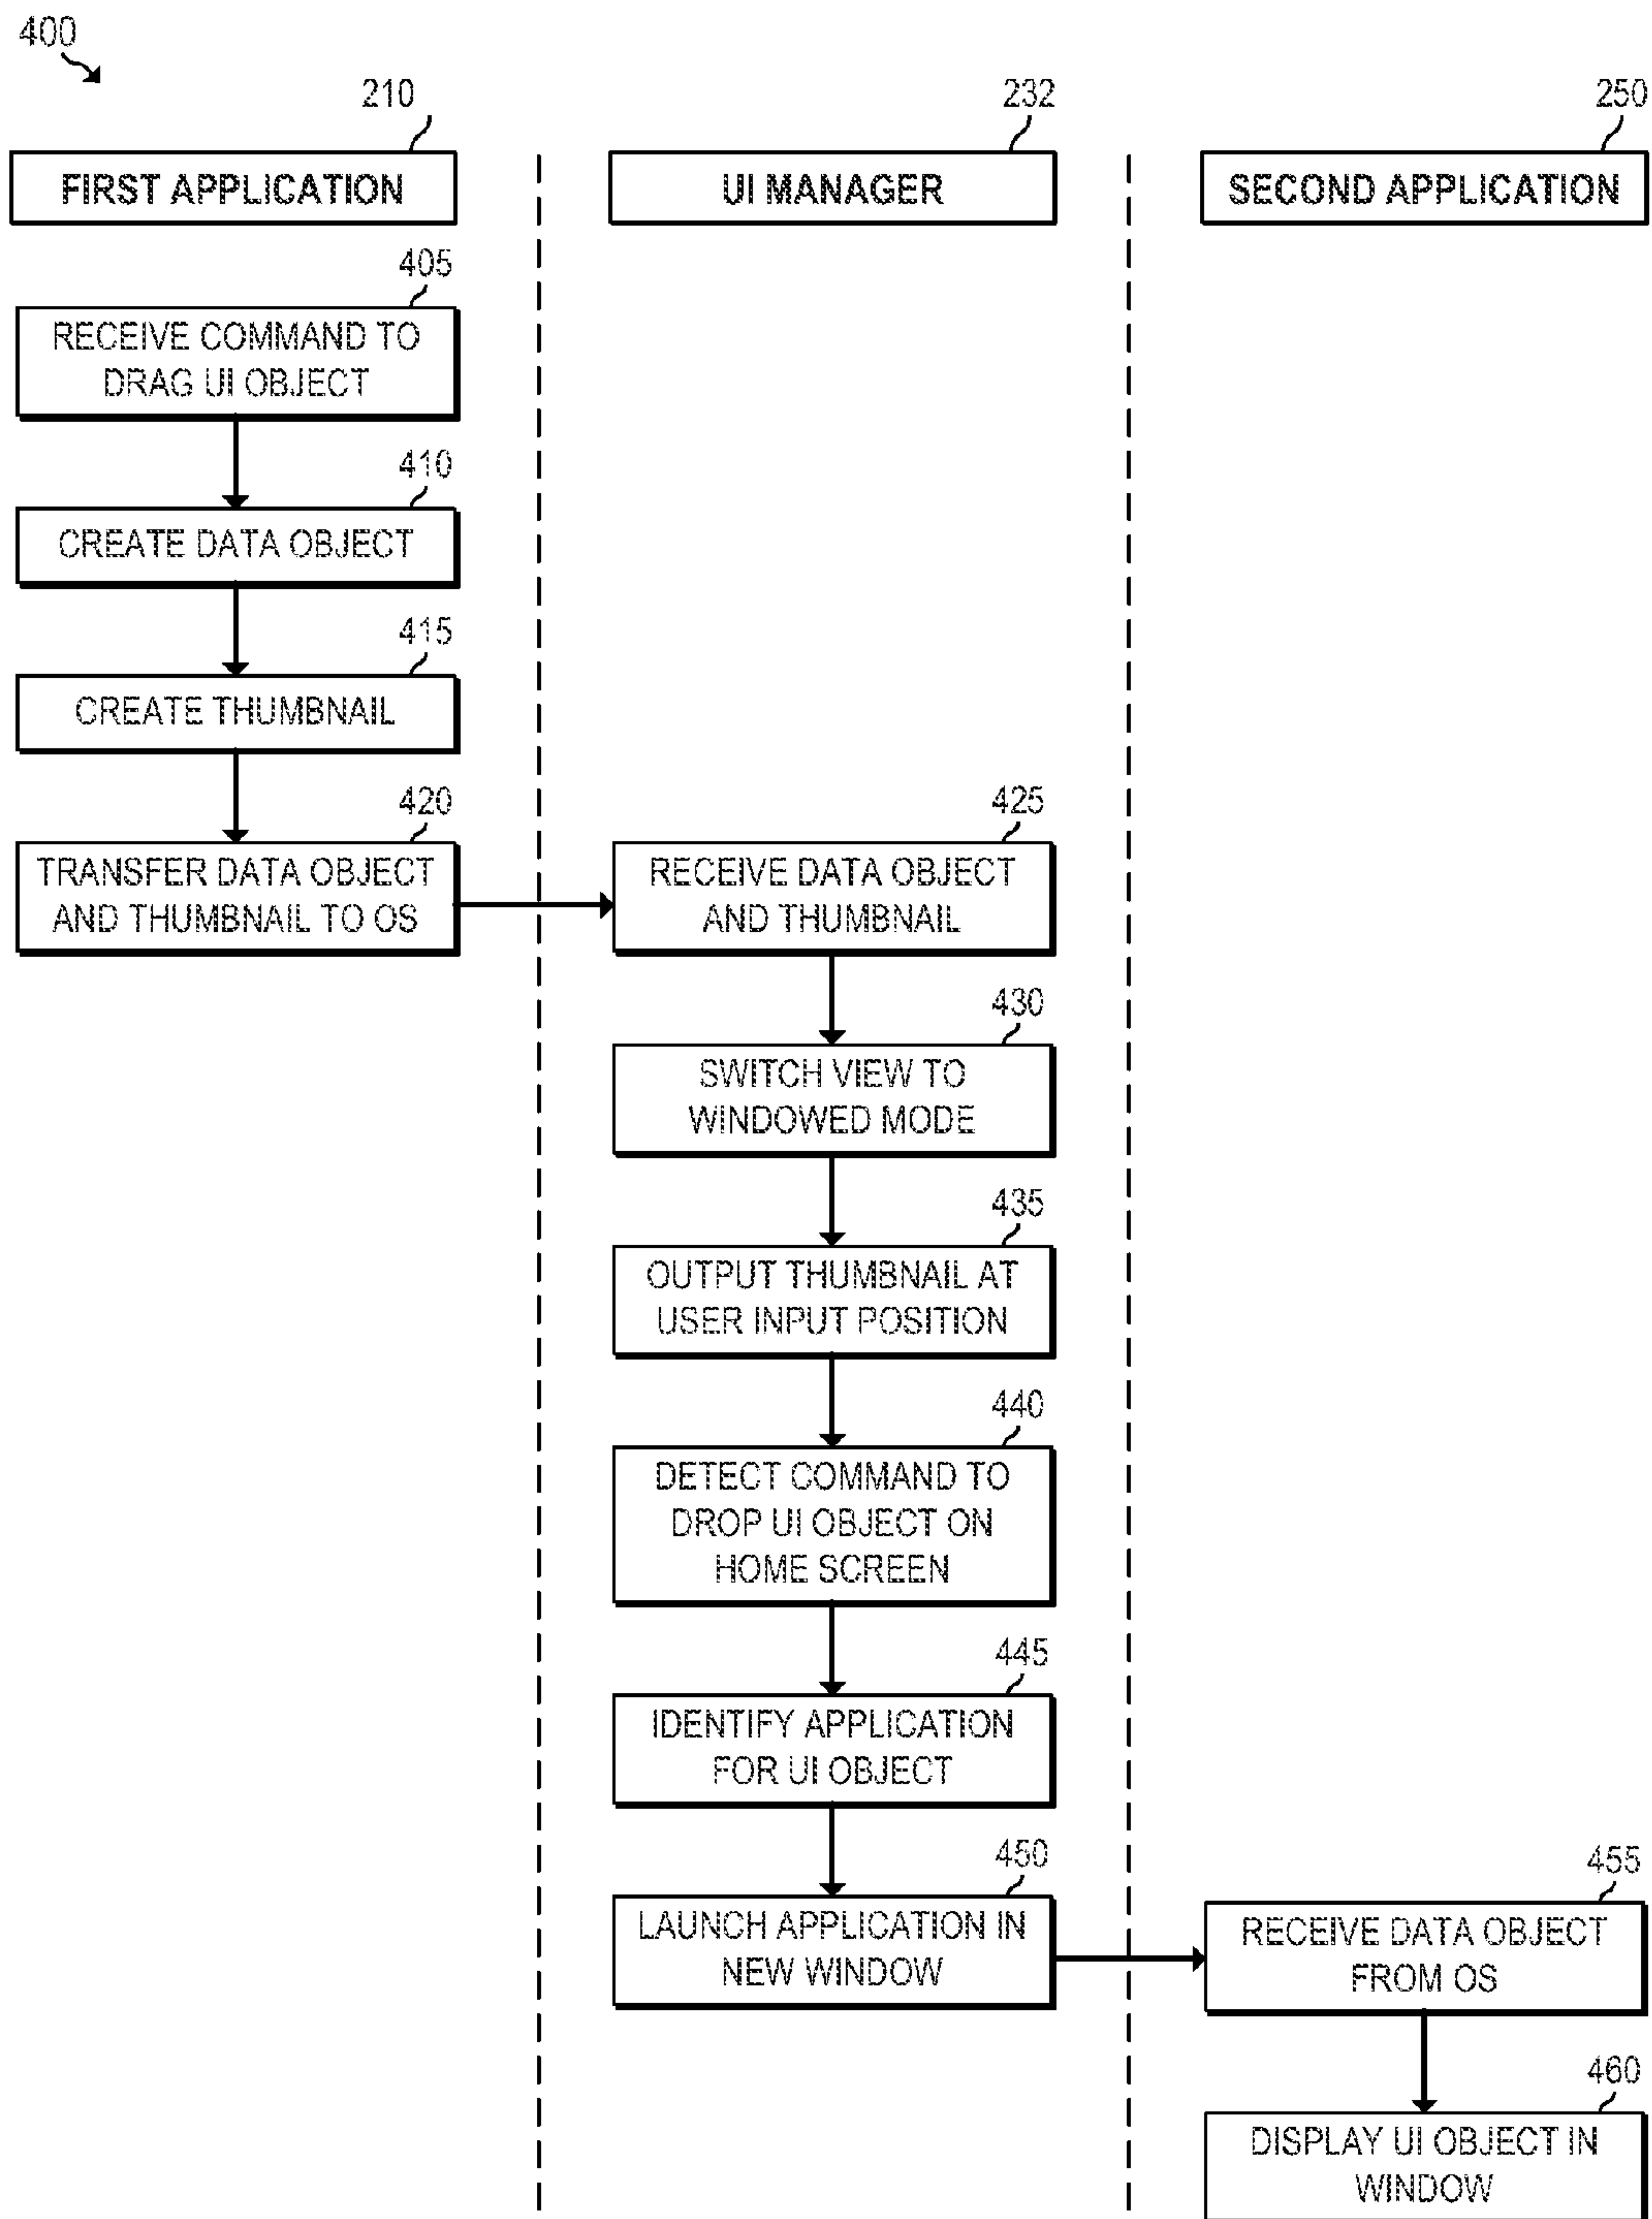 400
210
232
250
FIRST APPLICATION
UI MANAGER
SECOND APPLICATION
405
RECEIVE COMMAND TO
DRAG UI OBJECT
410
CREATE DATA OBJECT
415
CREATE THUMBNAIL
420
TRANSFER DATA OBJECT
AND THUMBNAIL TO OS
425
RECEIVE DATA OBJECT
AND THUMBNAIL
430
SWITCH VIEW TO
WINDOWED MODE
435
OUTPUT THUMBNAIL AT
USER INPUT POSITION
440
DETECT COMMAND TO
DROP UI OBJECT ON
HOME SCREEN
445
IDENTIFY APPLICATION
FOR UI OBJECT
450
LAUNCH APPLICATION IN
NEW WINDOW
455
RECEIVE DATA OBJECT
FROM OS
460
DISPLAY UI OBJECT IN
WINDOW